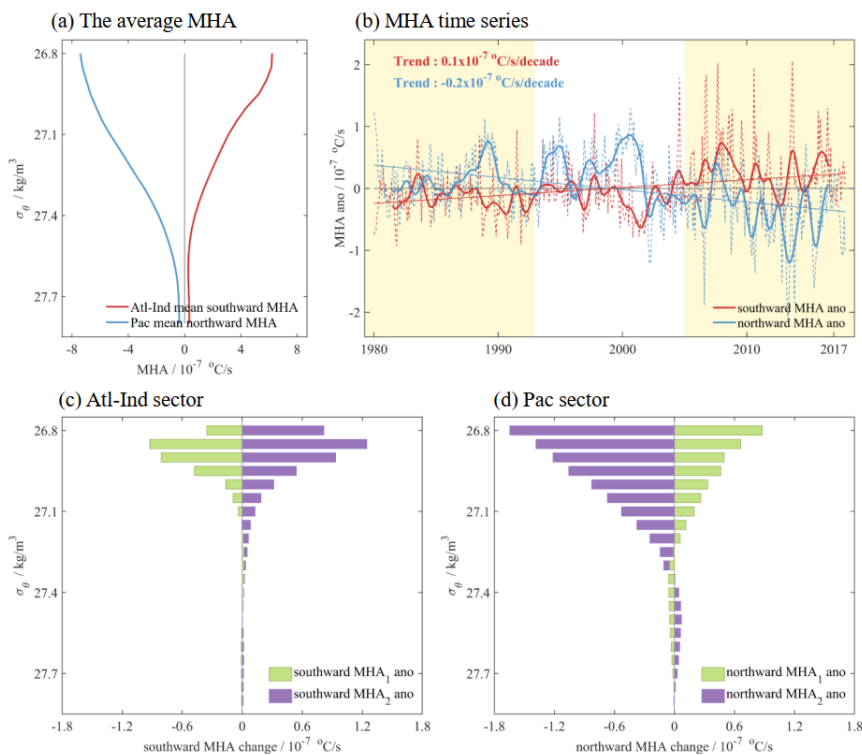 (a) The average MHA
26.8
27.1
27.4
27.7
σθ / kg/m³
Atl-Ind mean southward MHA
Pac mean northward MHA
-8 -4 0 4 8
MHA / 10⁻⁷ °C/s
(b) MHA time series
Trend : 0.1x10⁻⁷ °C/s/decade
Trend : -0.2x10⁻⁷ °C/s/decade
2
1
0
-1
-2
MHA ano / 10⁻⁷ °C/s
southward MHA ano
northward MHA ano
1980 1990 2000 2010 2017
(c) Atl-Ind sector
26.8
27.1
27.4
27.7
σθ / kg/m³
southward MHA₁ ano
southward MHA₂ ano
-1.8 -1.2 -0.6 0 0.6 1.2 1.8
southward MHA change / 10⁻⁷ °C/s
(d) Pac sector
26.8
27.1
27.4
27.7
σθ / kg/m³
northward MHA₁ ano
northward MHA₂ ano
-1.8 -1.2 -0.6 0 0.6 1.2 1.8
northward MHA change / 10⁻⁷ °C/s